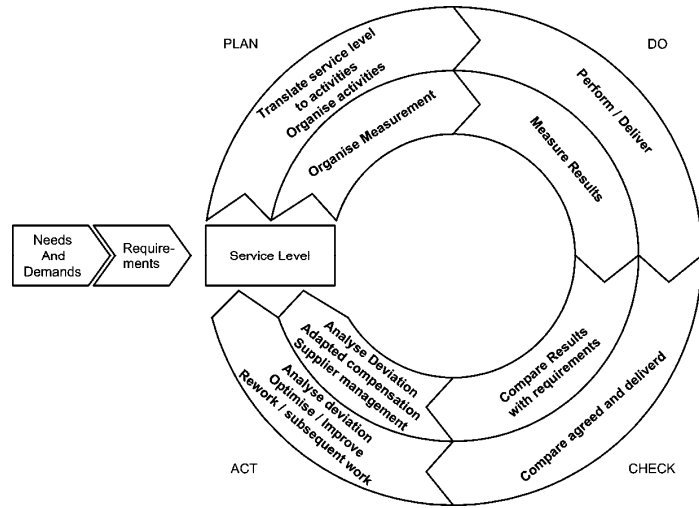 PLAN
DO
Translate service level
to activities
Organise activities
Organise Measurement
Perform / Deliver
Measure Results
Needs
And
Demands
Require-
ments
Service Level
Analyse Deviation
Adapted compensation
Supplier management
Analyse deviation
Optimise / Improve
Rework / subsequent work
Compare Results
with requirements
Compare agreed and deliverd
ACT
CHECK